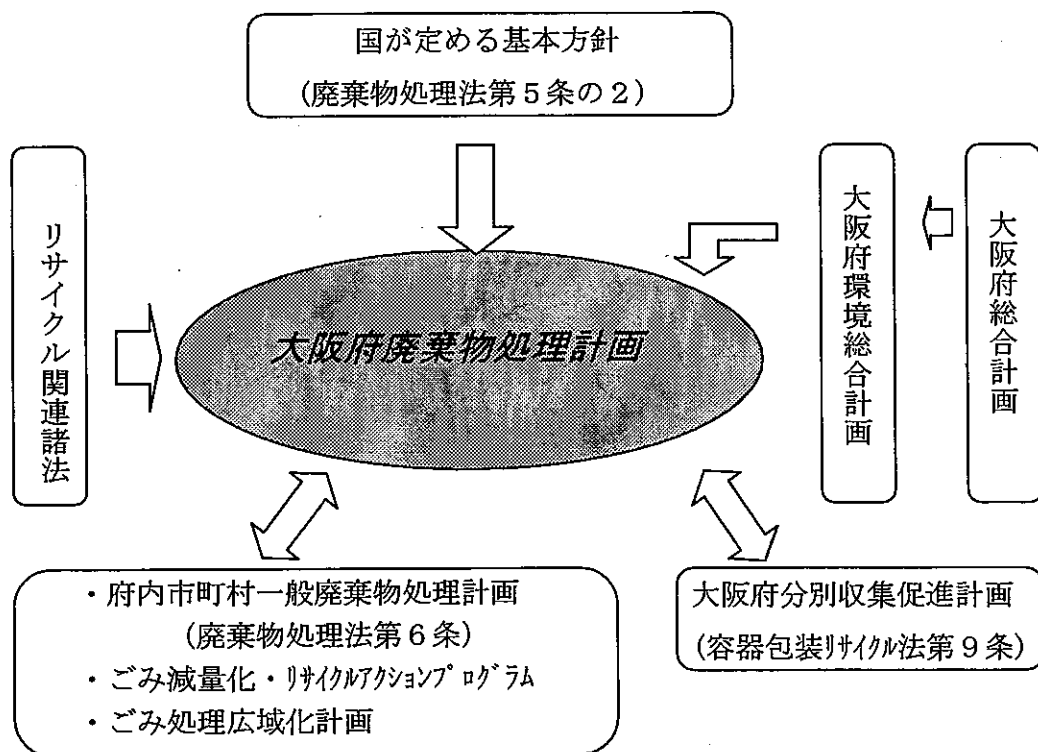 国が定める基本方針
(廃棄物処理法第5条の2)
リサイクル関連諸法
大阪府廃棄物処理計画
大阪府環境総合計画
大阪府総合計画
・府内市町村一般廃棄物処理計画
(廃棄物処理法第6条)
・ごみ減量化・ﾘｻｲｸﾙｱｸｼｮﾝﾌﾟﾛｸﾞﾗﾑ
・ごみ処理広域化計画
大阪府分別収集促進計画
(容器包装ﾘｻｲｸﾙ法第9条)